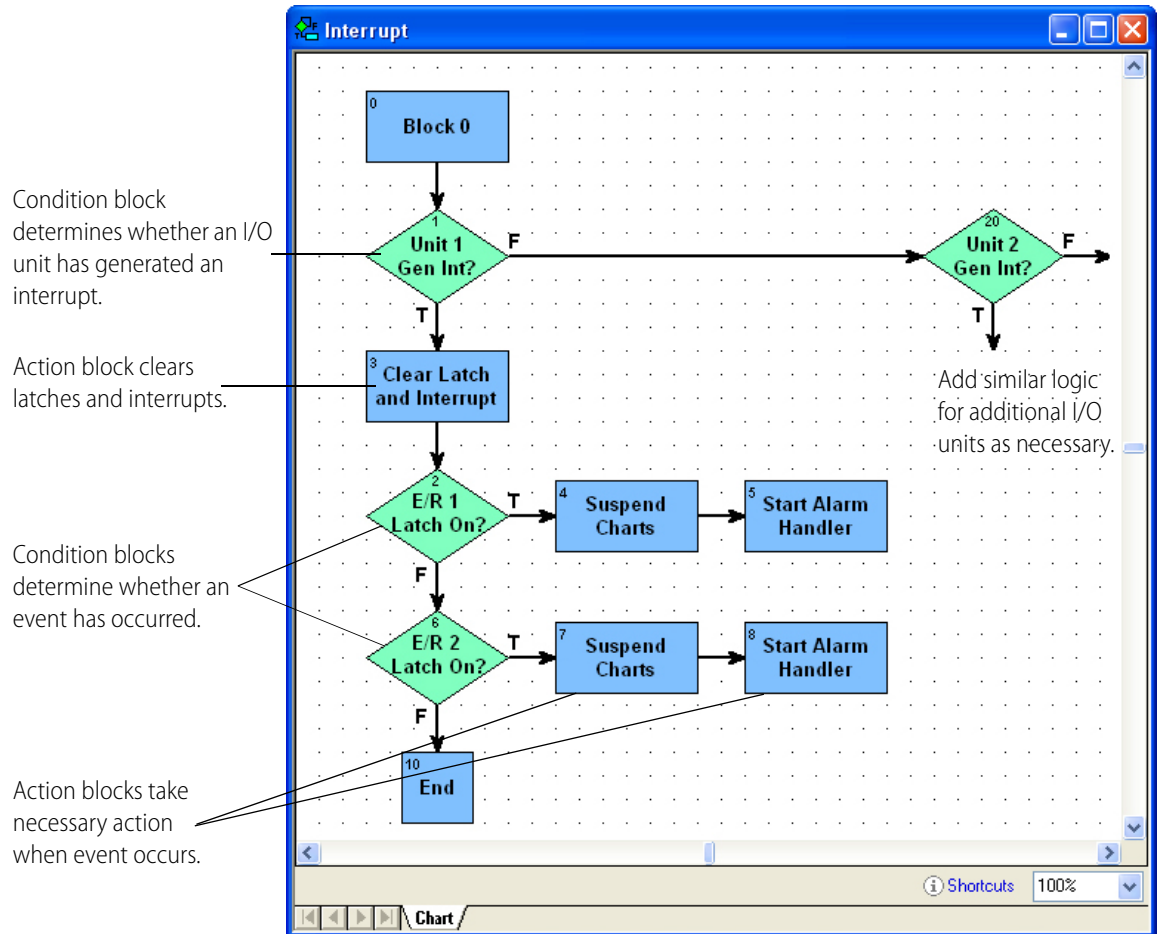 Interrupt
0
Block 0
Condition block
determines whether an I/O
unit has generated an
interrupt.
1
Unit 1
Gen Int?
F
T
20
Unit 2
Gen Int?
F
T
Action block clears
latches and interrupts.
3
Clear Latch
and Interrupt
Add similar logic
for additional I/O
units as necessary.
2
E/R 1
Latch On?
T
F
4
Suspend
Charts
5
Start Alarm
Handler
Condition blocks
determine whether an
event has occurred.
6
E/R 2
Latch On?
T
F
7
Suspend
Charts
8
Start Alarm
Handler
10
End
Action blocks take
necessary action
when event occurs.
Shortcuts
100%
Chart